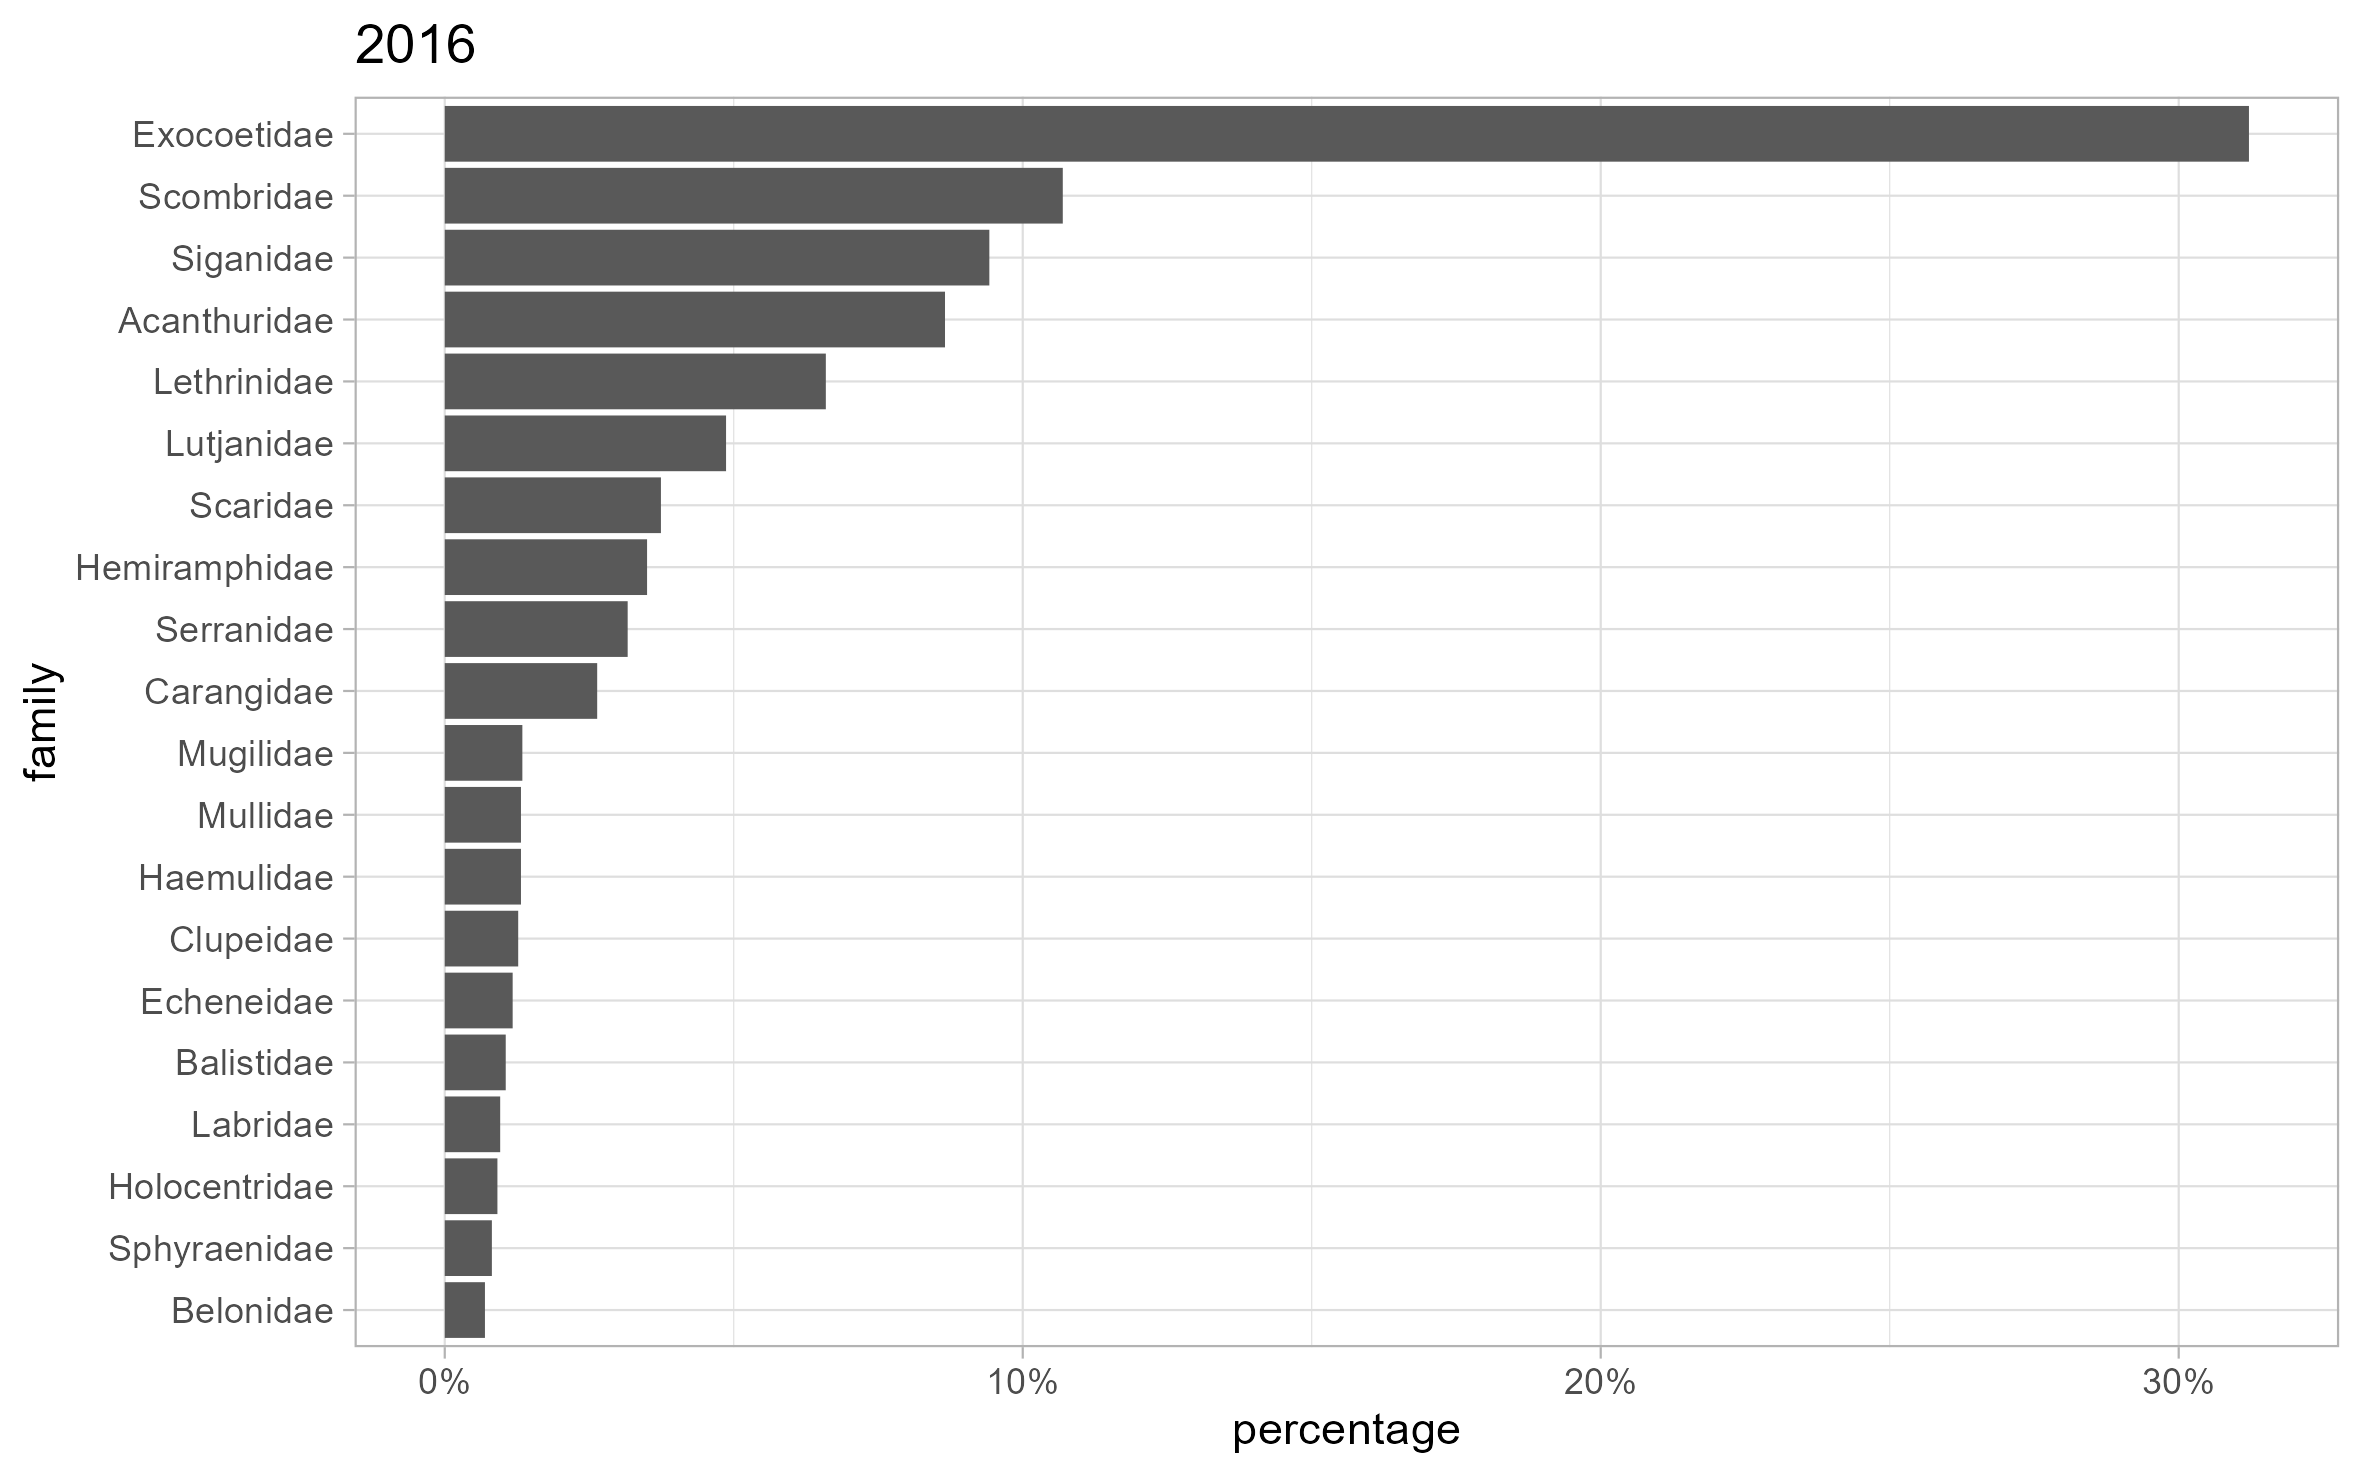 2016
family
Exocoetidae
Scombridae
Siganidae
Acanthuridae
Lethrinidae
Lutjanidae
Scaridae
Hemiramphidae
Serranidae
Carangidae
Mugilidae
Mullidae
Haemulidae
Clupeidae
Echeneidae
Balistidae
Labridae
Holocentridae
Sphyraenidae
Belonidae
0% 10% 20% 30%
percentage